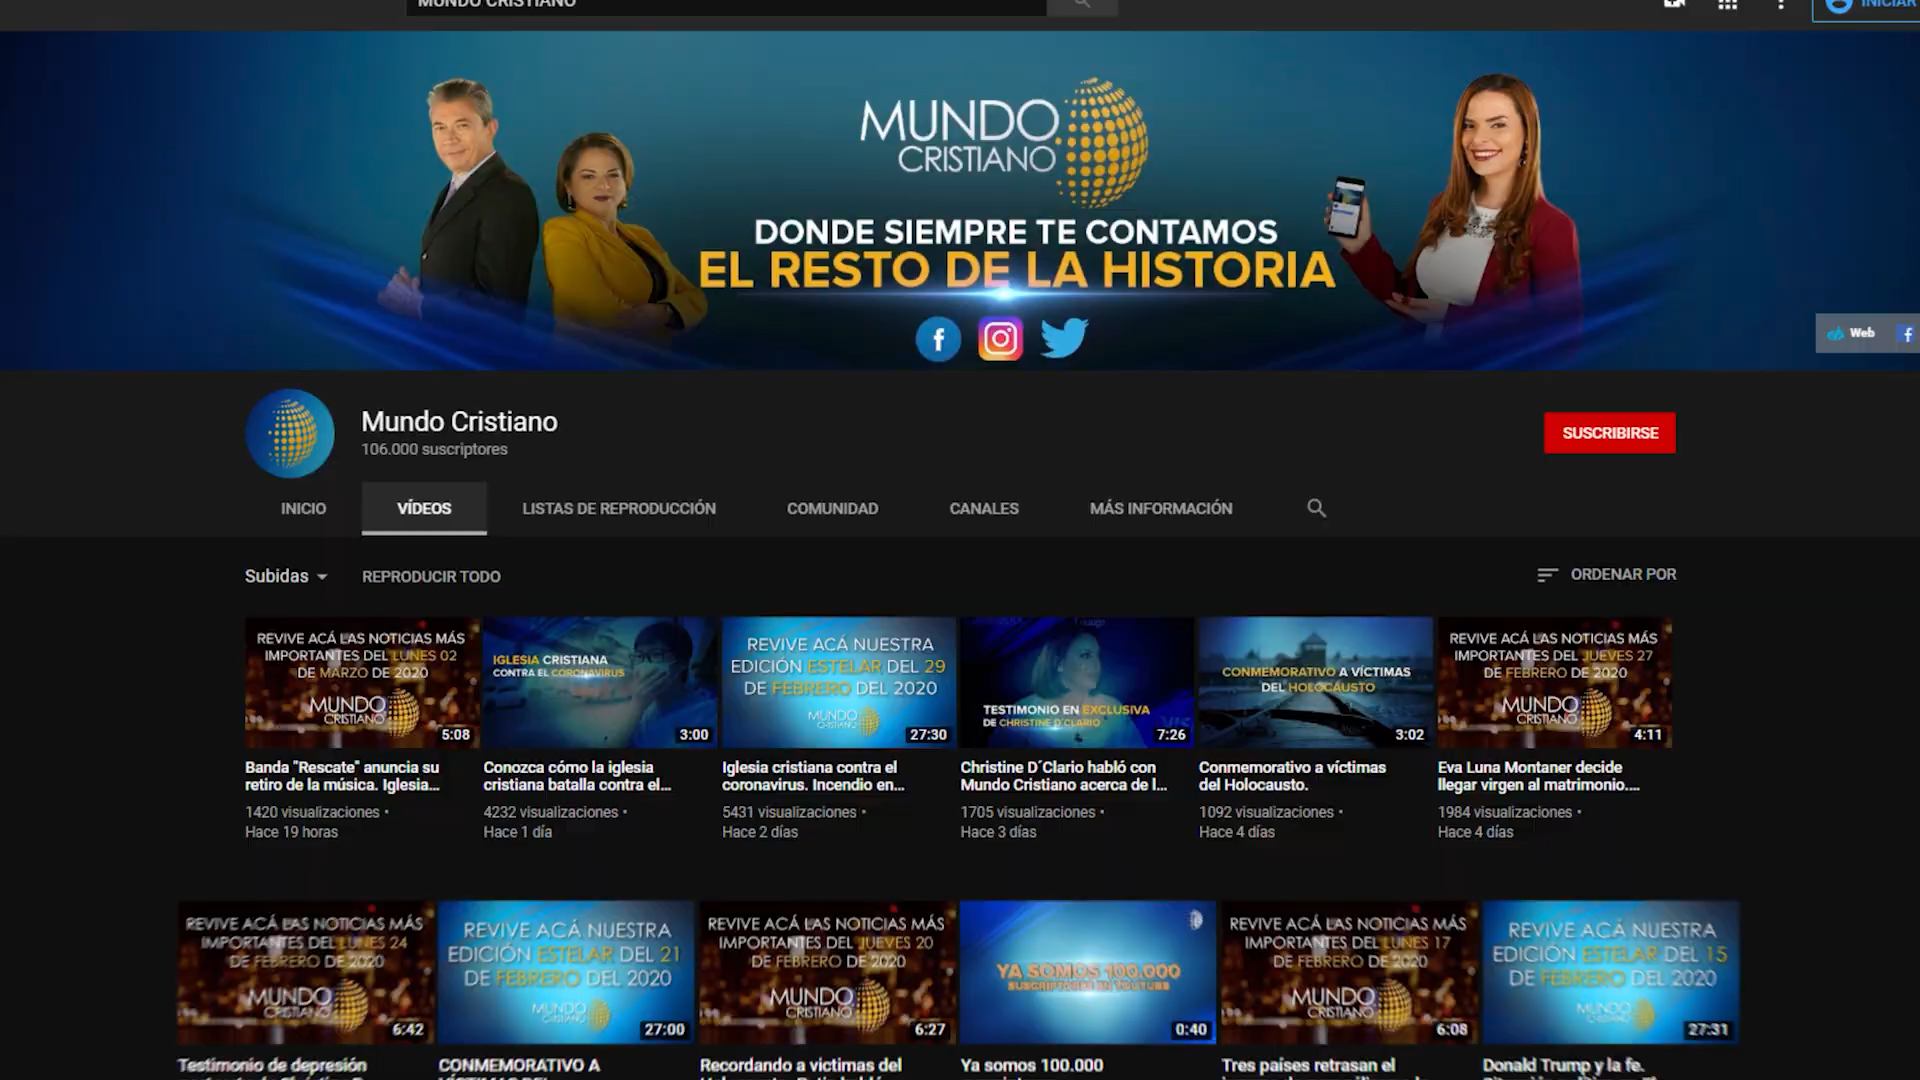 MUNDO CRISTIANO
INICIAR
MUNDO
CRISTIANO
DONDE SIEMPRE TE CONTAMOS
EL RESTO DE LA HISTORIA
Web
Mundo Cristiano
106.000 suscriptores
SUSCRIBIRSE
INICIO
VÍDEOS
LISTAS DE REPRODUCCIÓN
COMUNIDAD
CANALES
MÁS INFORMACIÓN
Subidas
REPRODUCIR TODO
ORDENAR POR
REVIVE ACÁ LAS NOTICIAS MÁS
IMPORTANTES DEL LUNES 02
DE MARZO DE 2020
MUNDO
CRISTIANO
5:08
Banda "Rescate" anuncia su
retiro de la música. Iglesia...
1420 visualizaciones •
Hace 19 horas
IGLESIA CRISTIANA
CONTRA EL CORONAVIRUS
3:00
Conozca cómo la iglesia
cristiana batalla contra el...
4232 visualizaciones •
Hace 1 día
REVIVE ACÁ NUESTRA
EDICIÓN ESTELAR DEL 29
DE FEBRERO DEL 2020
MUNDO
CRISTIANO
27:30
Iglesia cristiana contra el
coronavirus. Incendio en...
5431 visualizaciones •
Hace 2 días
TESTIMONIO EN EXCLUSIVA
DE CHRISTINE D´CLARIO
7:26
Christine D´Clario habló con
Mundo Cristiano acerca de l...
1705 visualizaciones •
Hace 3 días
CONMEMORATIVO A VÍCTIMAS
DEL HOLOCAUSTO
3:02
Conmemorativo a víctimas
del Holocausto.
1092 visualizaciones •
Hace 4 días
REVIVE ACÁ LAS NOTICIAS MÁS
IMPORTANTES DEL JUEVES 27
DE FEBRERO DE 2020
MUNDO
CRISTIANO
4:11
Eva Luna Montaner decide
llegar virgen al matrimonio....
1984 visualizaciones •
Hace 4 días
REVIVE ACÁ LAS NOTICIAS MÁS
IMPORTANTES DEL LUNES 24
DE FEBRERO DE 2020
MUNDO
CRISTIANO
6:42
Testimonio de depresión
REVIVE ACÁ NUESTRA
EDICIÓN ESTELAR DEL 21
DE FEBRERO DEL 2020
MUNDO
CRISTIANO
27:00
CONMEMORATIVO A
REVIVE ACÁ LAS NOTICIAS MÁS
IMPORTANTES DEL JUEVES 20
DE FEBRERO DE 2020
MUNDO
CRISTIANO
6:27
Recordando a victimas del
YA SOMOS 100.000
SUSCRIPTORES EN YOUTUBE
0:40
Ya somos 100.000
REVIVE ACÁ LAS NOTICIAS MÁS
IMPORTANTES DEL LUNES 17
DE FEBRERO DE 2020
MUNDO
CRISTIANO
6:08
Tres países retrasan el
REVIVE ACÁ NUESTRA
EDICIÓN ESTELAR DEL 15
DE FEBRERO DEL 2020
MUNDO
CRISTIANO
27:31
Donald Trump y la fe.